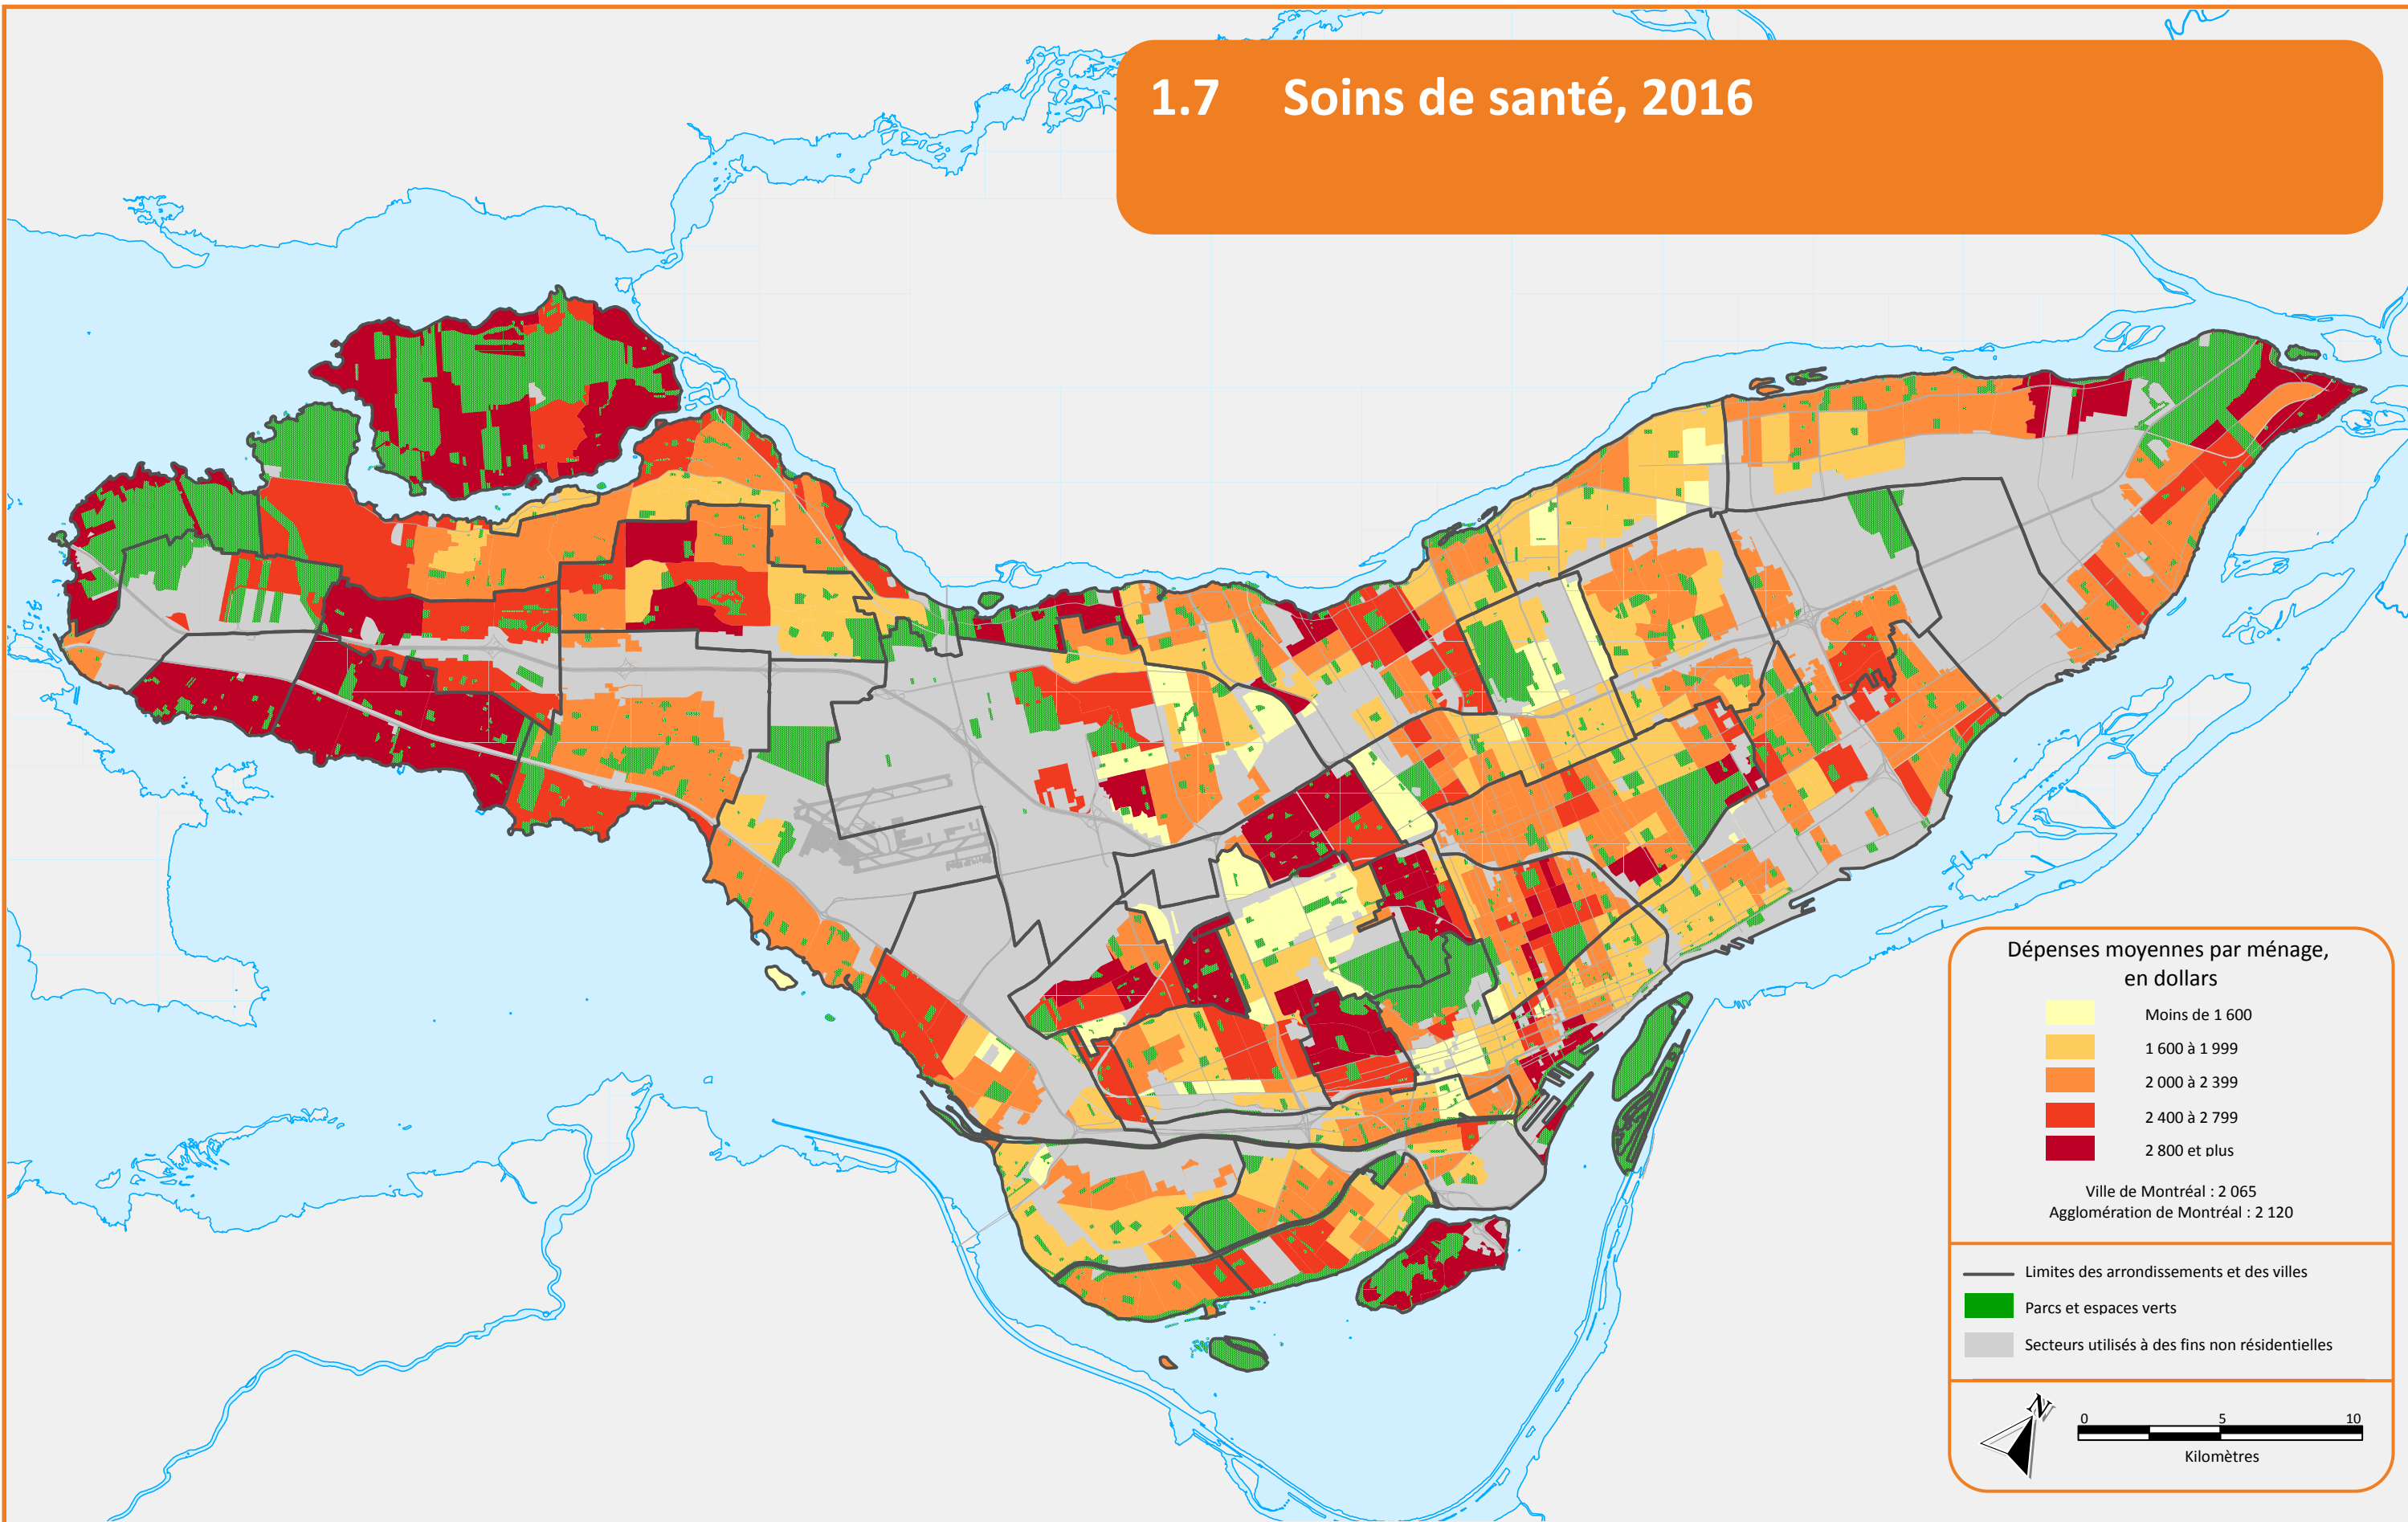 1.7 Soins de santé, 2016
Dépenses moyennes par ménage,
en dollars
Moins de 1 600
1 600 à 1 999
2 000 à 2 399
2 400 à 2 799
2 800 et plus
Ville de Montréal : 2 065
Agglomération de Montréal : 2 120
Limites des arrondissements et des villes
Parcs et espaces verts
Secteurs utilisés à des fins non résidentielles
N
0 5 10
Kilomètres